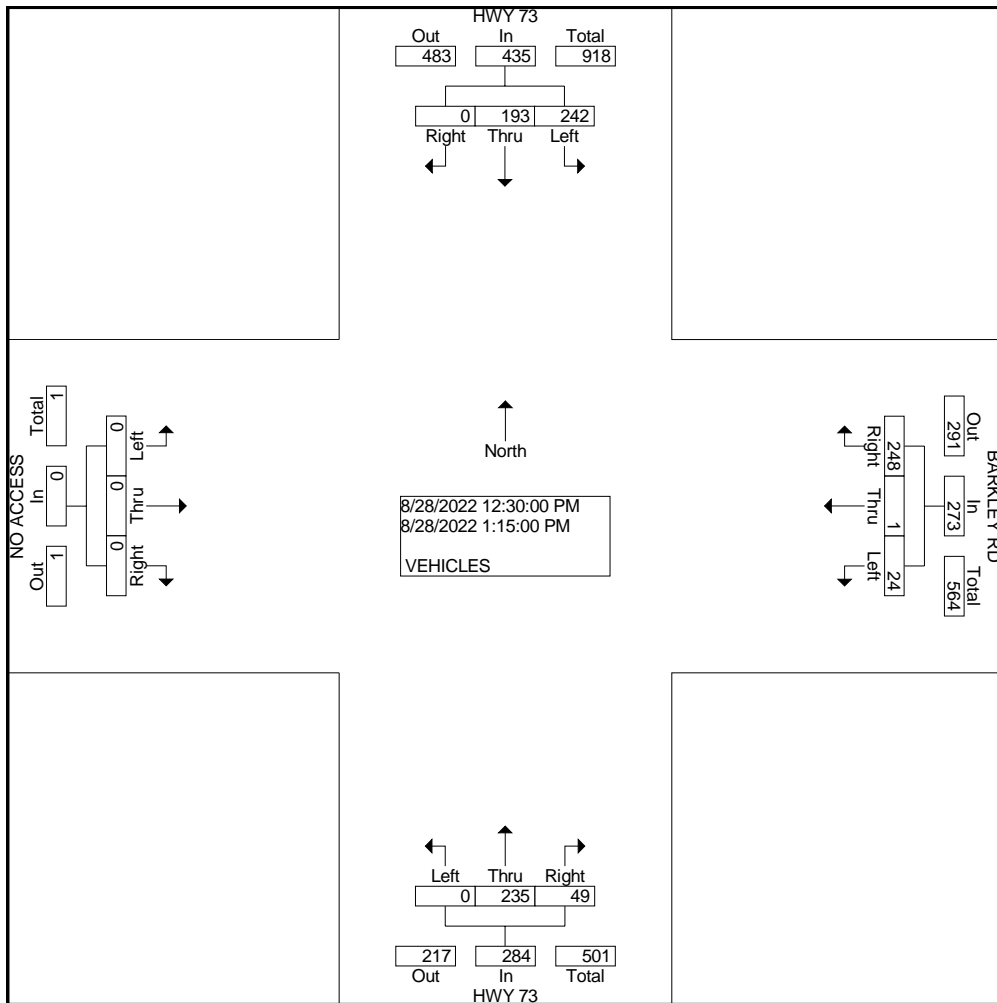 HWY 73
Out In Total
483 435 918
0 193 242
Right Thru Left
NO ACCESS
Total In Out
1 0 1
0 0 0
Left Thru Right
North
8/28/2022 12:30:00 PM
8/28/2022 1:15:00 PM
VEHICLES
Right Thru Left
248 1 24
291 273 564
Out In Total
BARKLEY RD
Left Thru Right
0 235 49
217 284 501
Out In Total
HWY 73